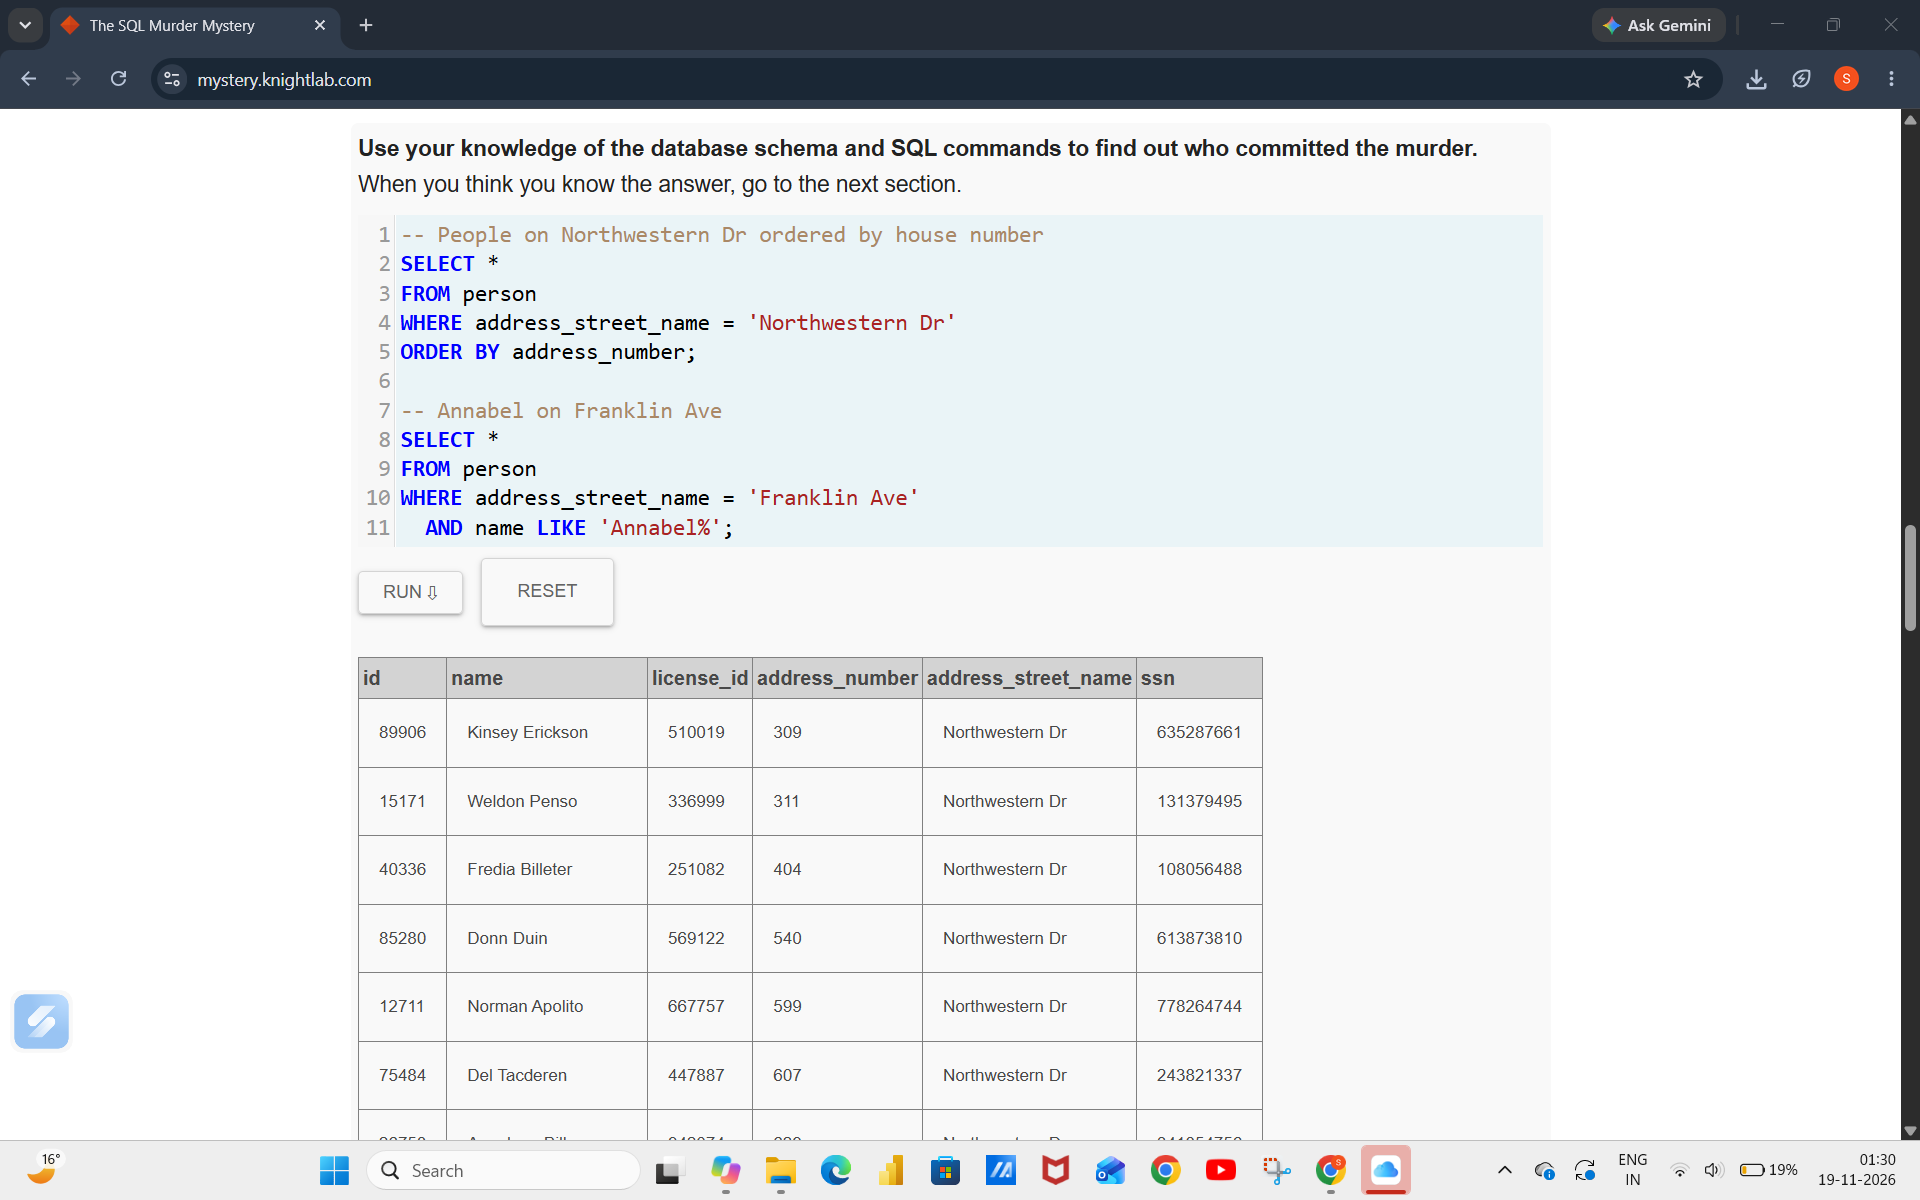 The SQL Murder Mystery
Ask Gemini
mystery.knightlab.com
S
Use your knowledge of the database schema and SQL commands to find out who committed the murder.
When you think you know the answer, go to the next section.
1 -- People on Northwestern Dr ordered by house number
2 SELECT *
3 FROM person
4 WHERE address_street_name = 'Northwestern Dr'
5 ORDER BY address_number;
6
7 -- Annabel on Franklin Ave
8 SELECT *
9 FROM person
10 WHERE address_street_name = 'Franklin Ave'
11 AND name LIKE 'Annabel%';
RUN ⇩ RESET
id name license_id address_number address_street_name ssn
89906 Kinsey Erickson 510019 309 Northwestern Dr 635287661
15171 Weldon Penso 336999 311 Northwestern Dr 131379495
40336 Fredia Billeter 251082 404 Northwestern Dr 108056488
85280 Donn Duin 569122 540 Northwestern Dr 613873810
12711 Norman Apolito 667757 599 Northwestern Dr 778264744
75484 Del Tacderen 447887 607 Northwestern Dr 243821337
16°
Search
ENG
IN
19%
01:30
19-11-2026